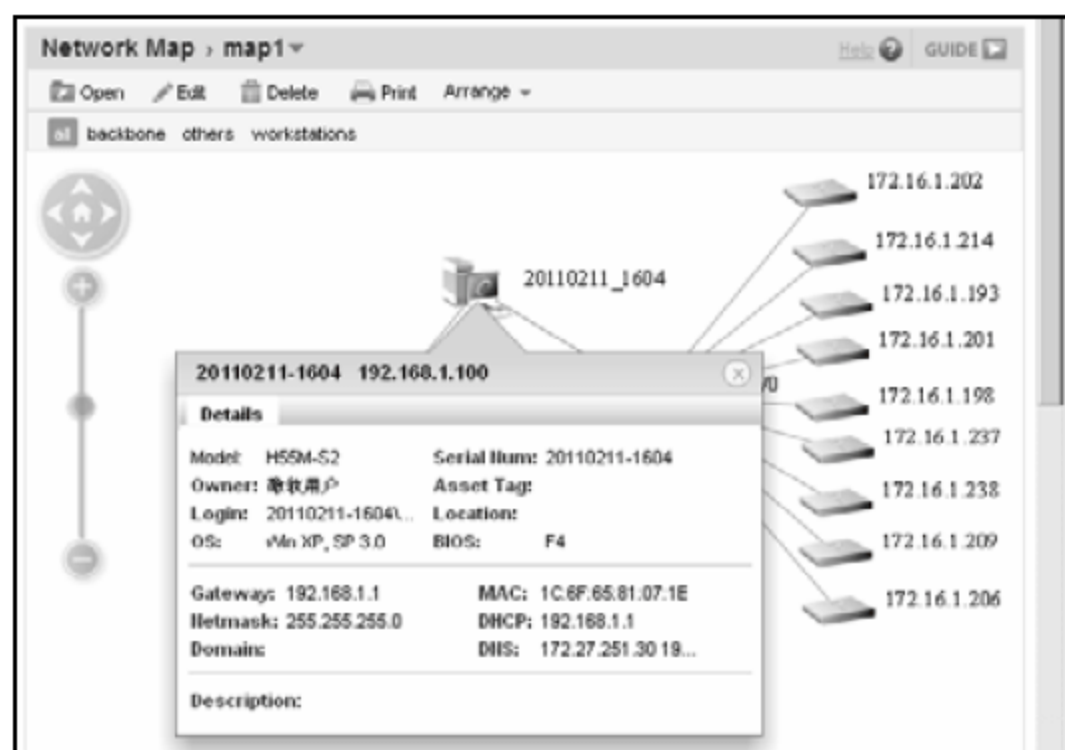 Network Map › map1
Help GUIDE
Open Edit Delete Print Arrange
all backbone others workstations
172.16.1.202
172.16.1.214
20110211_1604
172.16.1.193
172.16.1.201
172.16.1.198
172.16.1.237
172.16.1.238
172.16.1.209
172.16.1.206
/0
20110211-1604 192.168.1.100
Details
Model: H55M-S2 Serial Num: 20110211-1604
Owner: 用户 Asset Tag:
Login: 20110211-1604\... Location:
OS: Win XP, SP 3.0 BIOS: F4
Gateway: 192.168.1.1 MAC: 1C:6F:65:81:07:1E
Netmask: 255.255.255.0 DHCP: 192.168.1.1
Domain: DNS: 172.27.251.30 19...
Description: